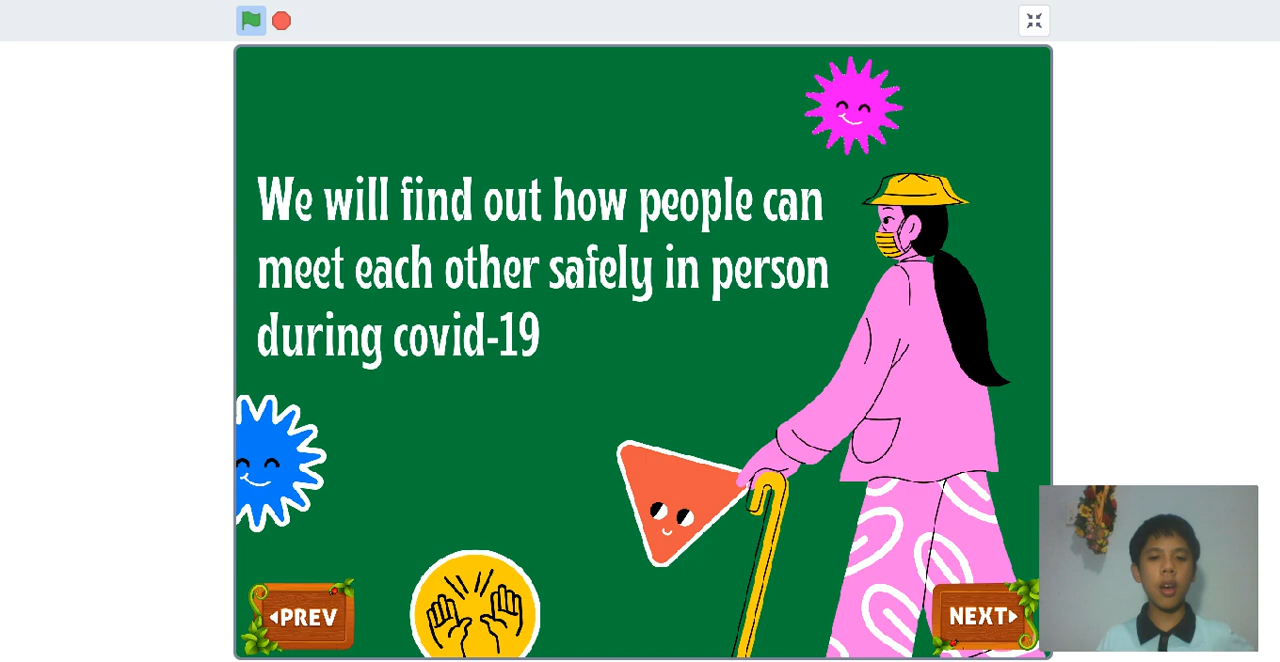 We will find out how people can
meet each other safely in person
during covid-19
PREV
NEXT